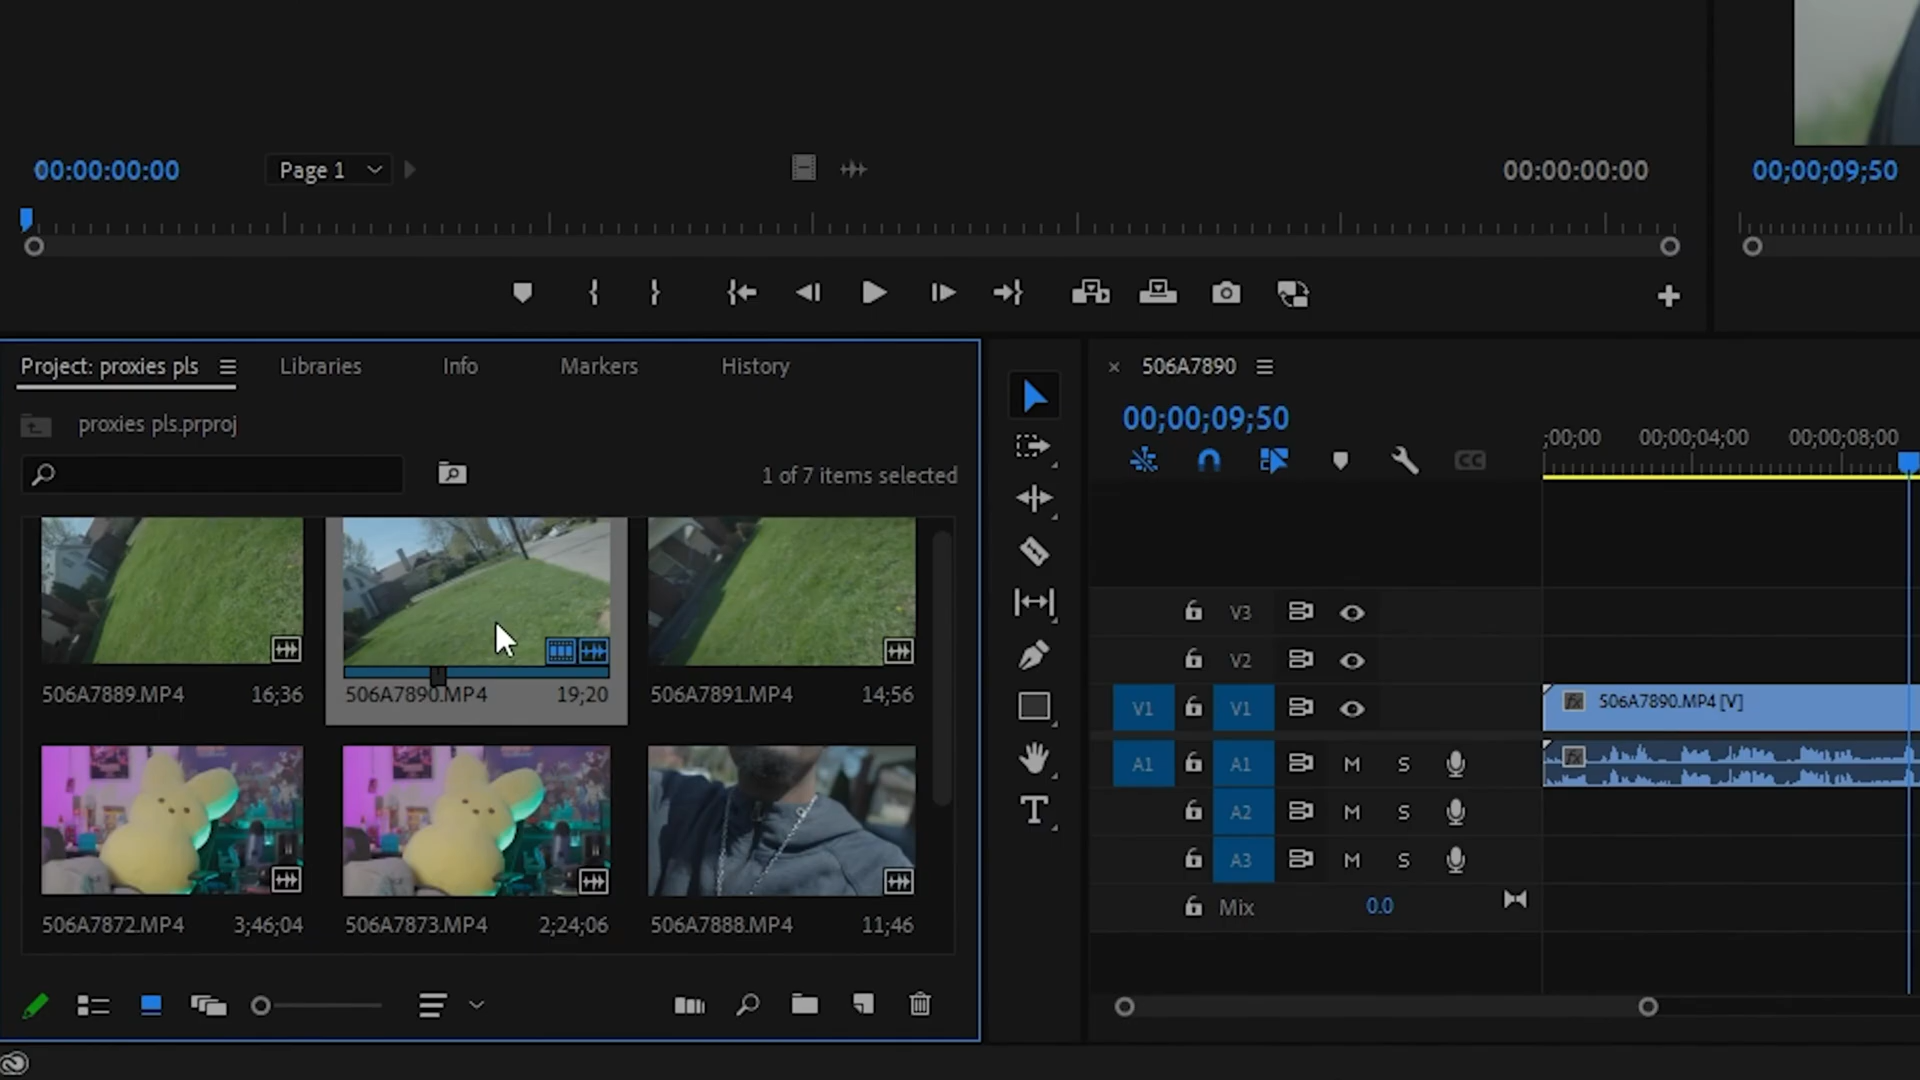 00:00:00:00
Page 1
00:00:00:00
00;00;09;50
Project: proxies pls
Libraries
Info
Markers
History
proxies pls.prproj
1 of 7 items selected
506A7889.MP4 16;36
506A7890.MP4 19;20
506A7891.MP4 14;56
506A7872.MP4 3;46;04
506A7873.MP4 2;24;06
506A7888.MP4 11;46
T
506A7890
00;00;09;50
CC
;00;00
00;00;04;00
00;00;08;00
V3
V2
V1 V1
fx 506A7890.MP4 [V]
A1 A1 M S
fx
A2 M S
A3 M S
Mix 0.0